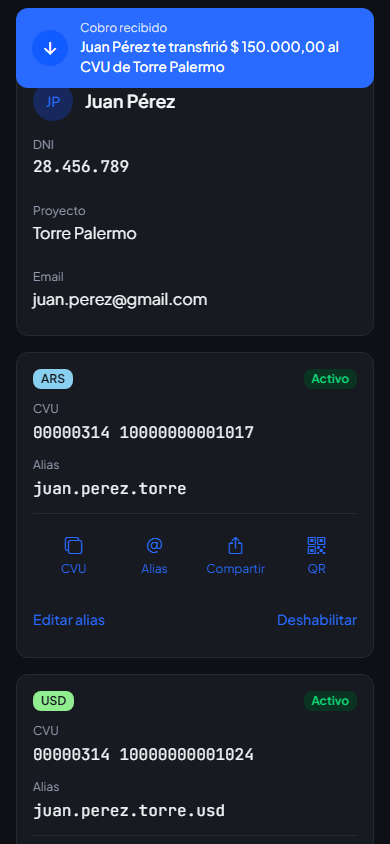 Cobro recibido
Juan Pérez te transfirió $ 150.000,00 al
CVU de Torre Palermo
JP
Juan Pérez
DNI
28.456.789
Proyecto
Torre Palermo
Email
juan.perez@gmail.com
ARS
Activo
CVU
00000314 10000000001017
Alias
juan.perez.torre
CVU
@
Alias
Compartir
QR
Editar alias
Deshabilitar
USD
Activo
CVU
00000314 10000000001024
Alias
juan.perez.torre.usd